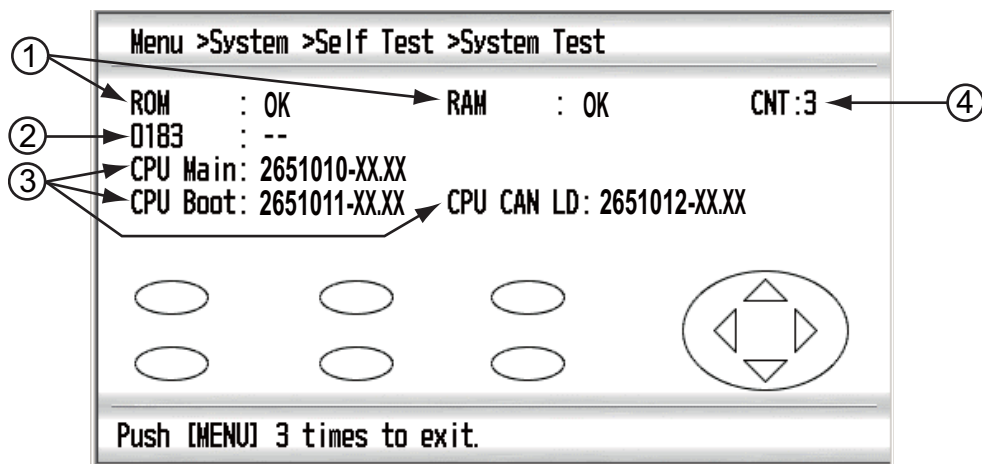 Menu >System >Self Test >System Test
① ROM : OK RAM : OK CNT:3 ④
② 0183 : --
③ CPU Main: 2651010-XX.XX
CPU Boot: 2651011-XX.XX CPU CAN LD: 2651012-XX.XX
Push [MENU] 3 times to exit.